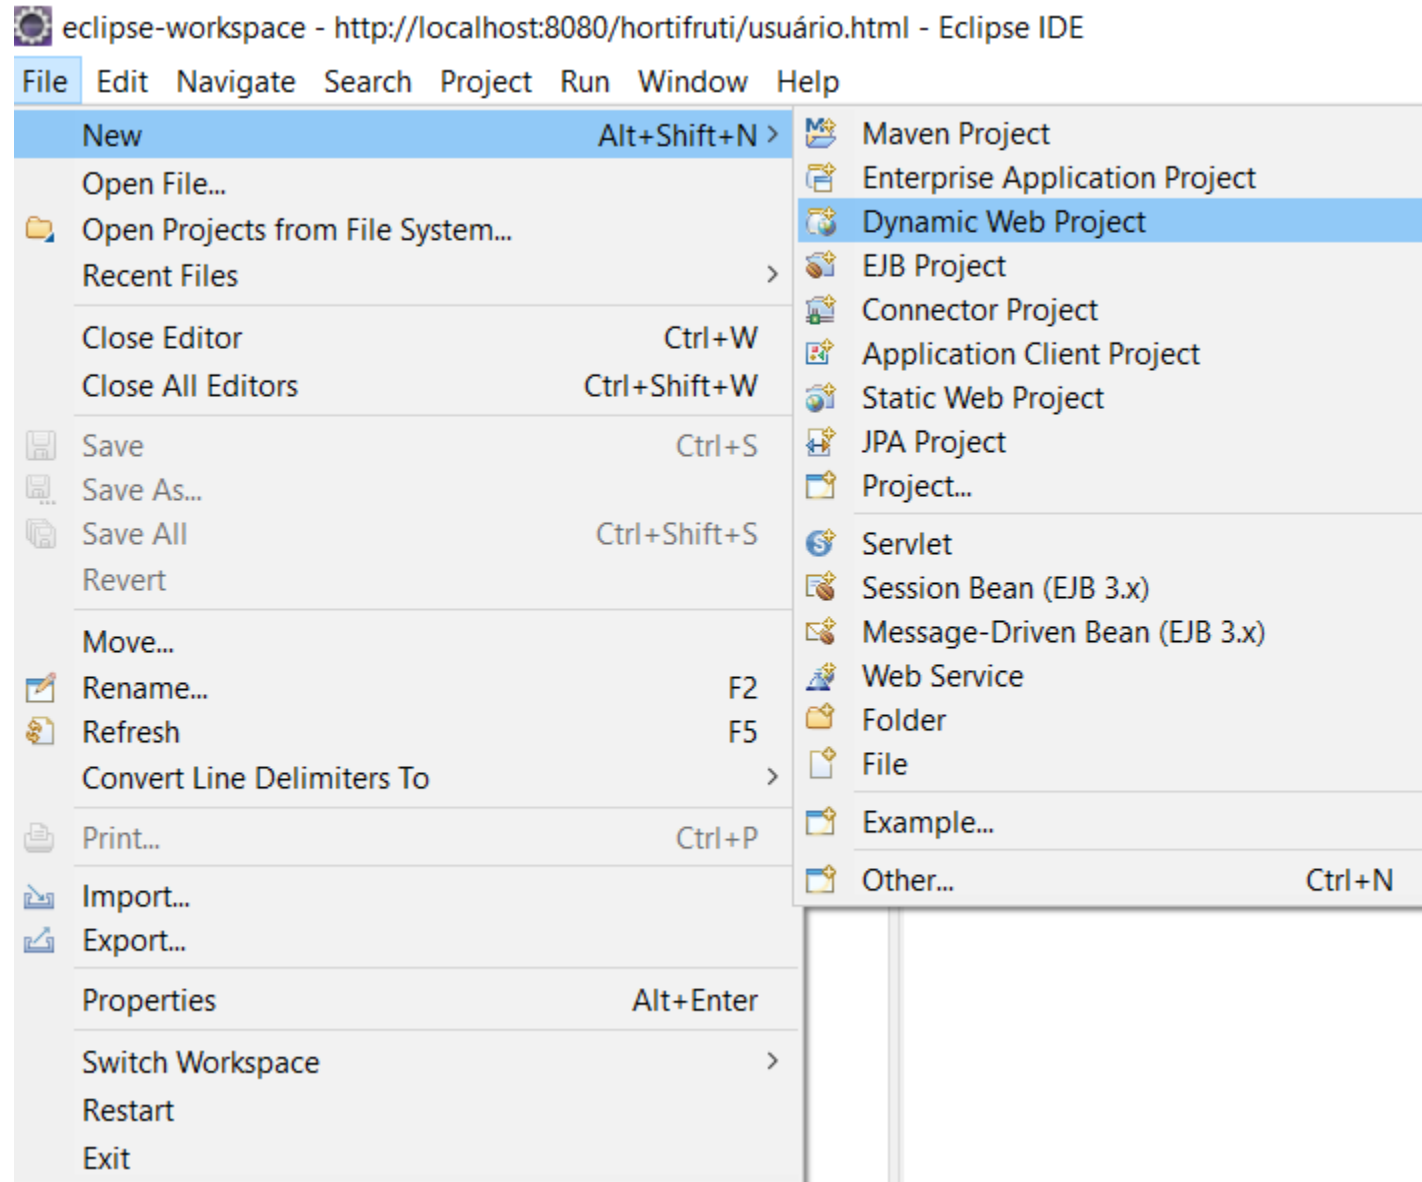 eclipse-workspace - http://localhost:8080/hortifruti/usuário.html - Eclipse IDE
File Edit Navigate Search Project Run Window Help
New Alt+Shift+N >
Open File...
Open Projects from File System...
Recent Files >
Close Editor Ctrl+W
Close All Editors Ctrl+Shift+W
Save Ctrl+S
Save As...
Save All Ctrl+Shift+S
Revert
Move...
Rename... F2
Refresh F5
Convert Line Delimiters To >
Print... Ctrl+P
Import...
Export...
Properties Alt+Enter
Switch Workspace >
Restart
Exit
Maven Project
Enterprise Application Project
Dynamic Web Project
EJB Project
Connector Project
Application Client Project
Static Web Project
JPA Project
Project...
Servlet
Session Bean (EJB 3.x)
Message-Driven Bean (EJB 3.x)
Web Service
Folder
File
Example...
Other... Ctrl+N